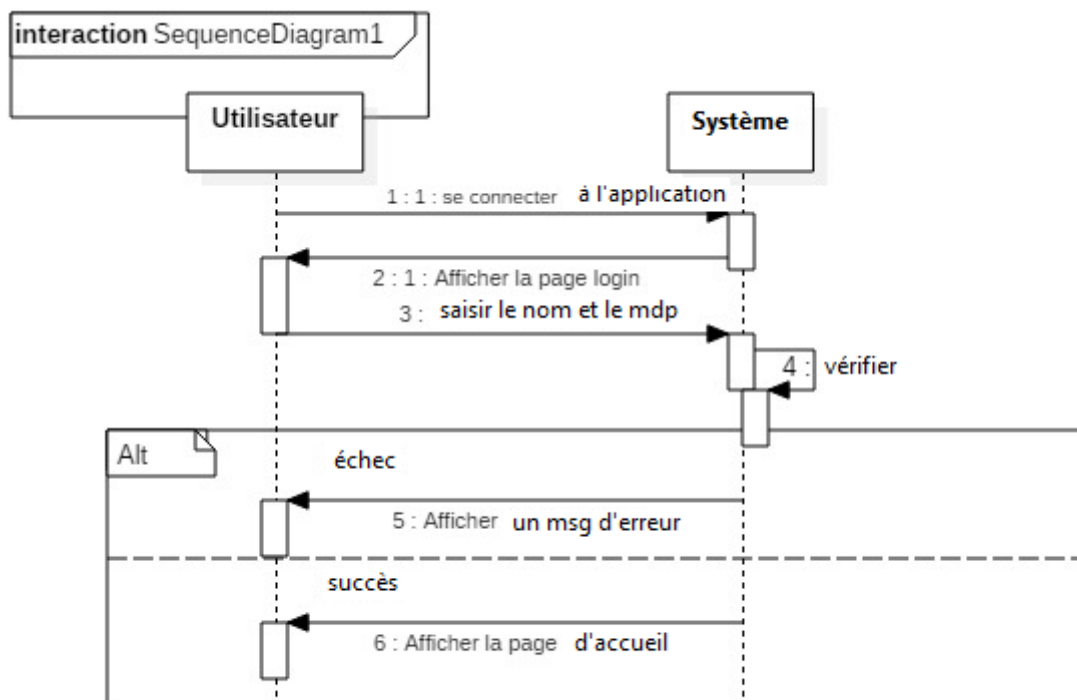 interaction SequenceDiagram1
Utilisateur
Système
1 : 1 : se connecter à l'application
2 : 1 : Afficher la page login
3 : saisir le nom et le mdp
4 : vérifier
Alt
échec
5 : Afficher un msg d'erreur
succès
6 : Afficher la page d'accueil